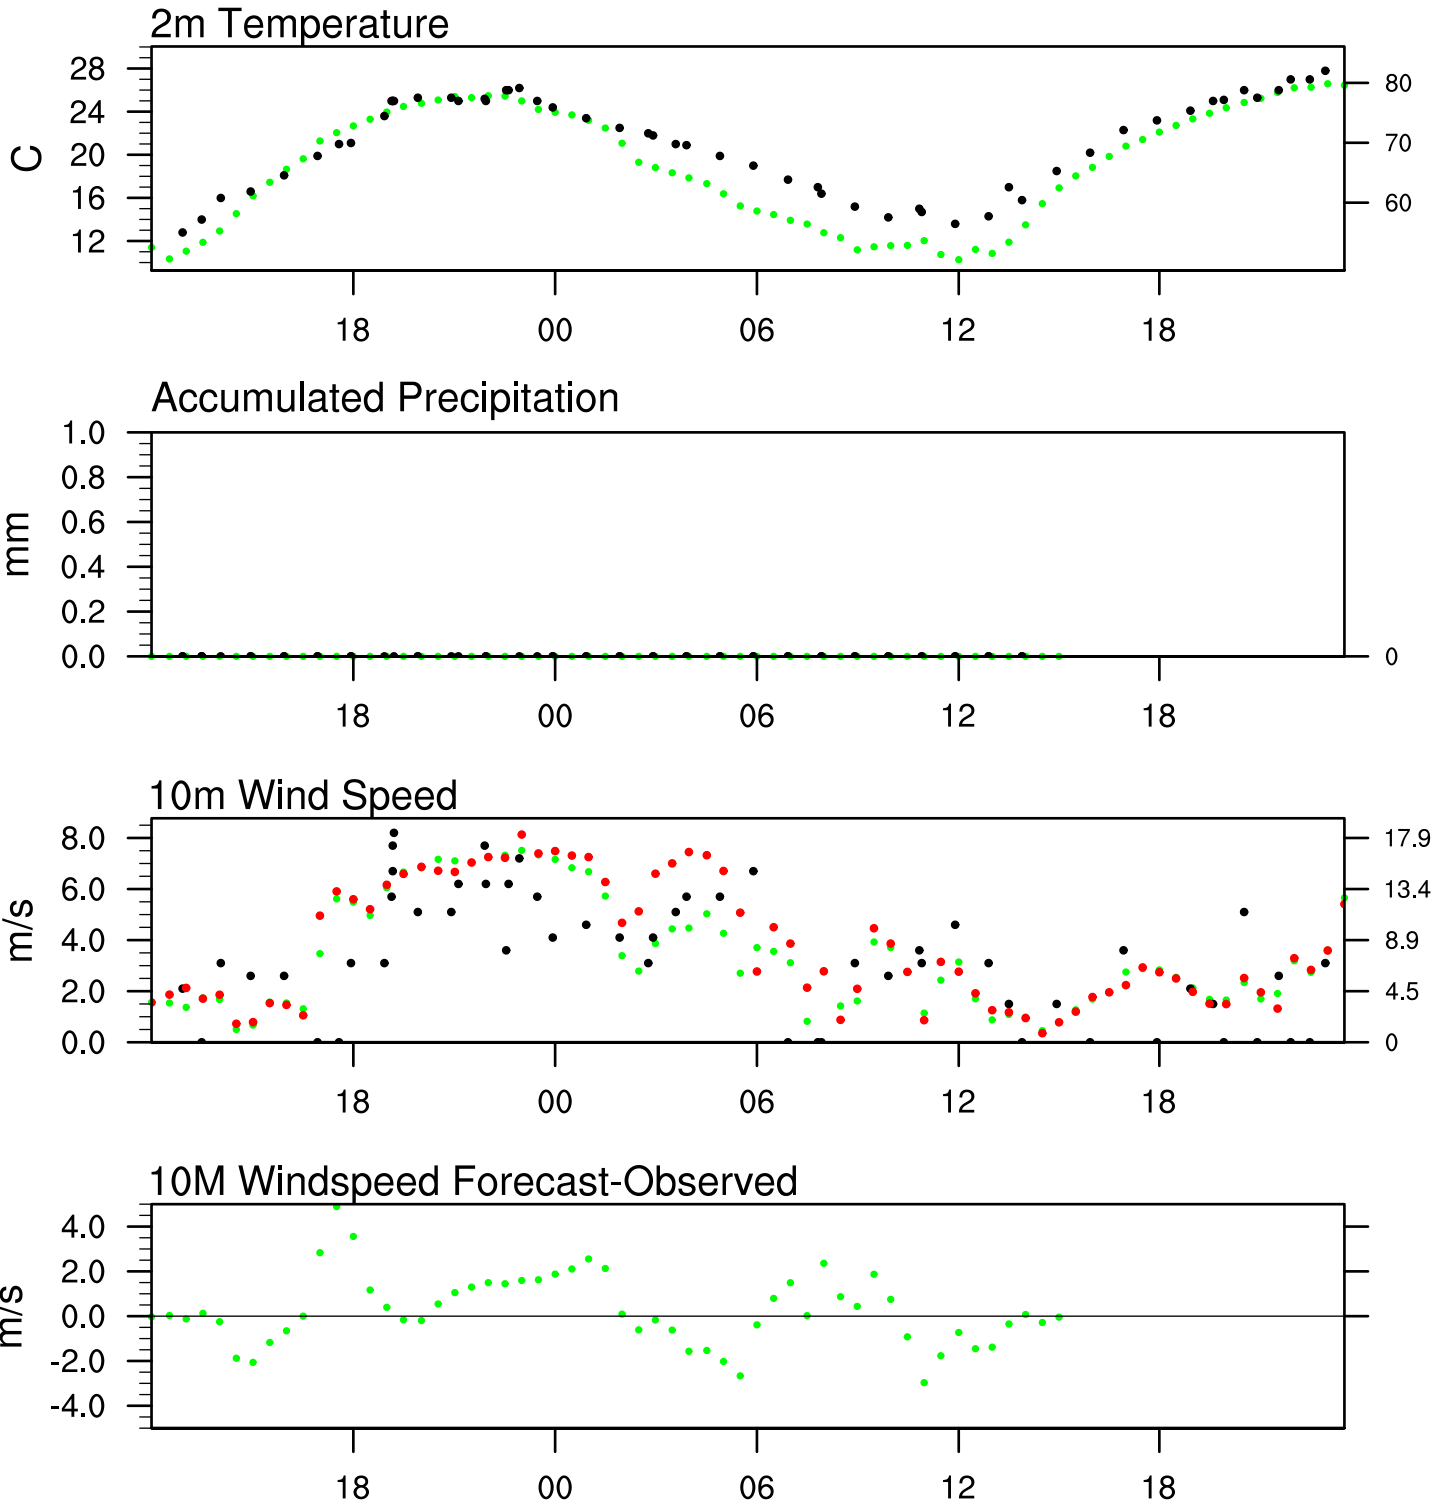 2m Temperature
28
24
20
16
12
C
80
70
60
18 00 06 12 18
Accumulated Precipitation
1.0
0.8
0.6
0.4
0.2
0.0
mm
0
18 00 06 12 18
10m Wind Speed
8.0
6.0
4.0
2.0
0.0
m/s
17.9
13.4
8.9
4.5
0
18 00 06 12 18
10M Windspeed Forecast-Observed
4.0
2.0
0.0
-2.0
-4.0
m/s
18 00 06 12 18